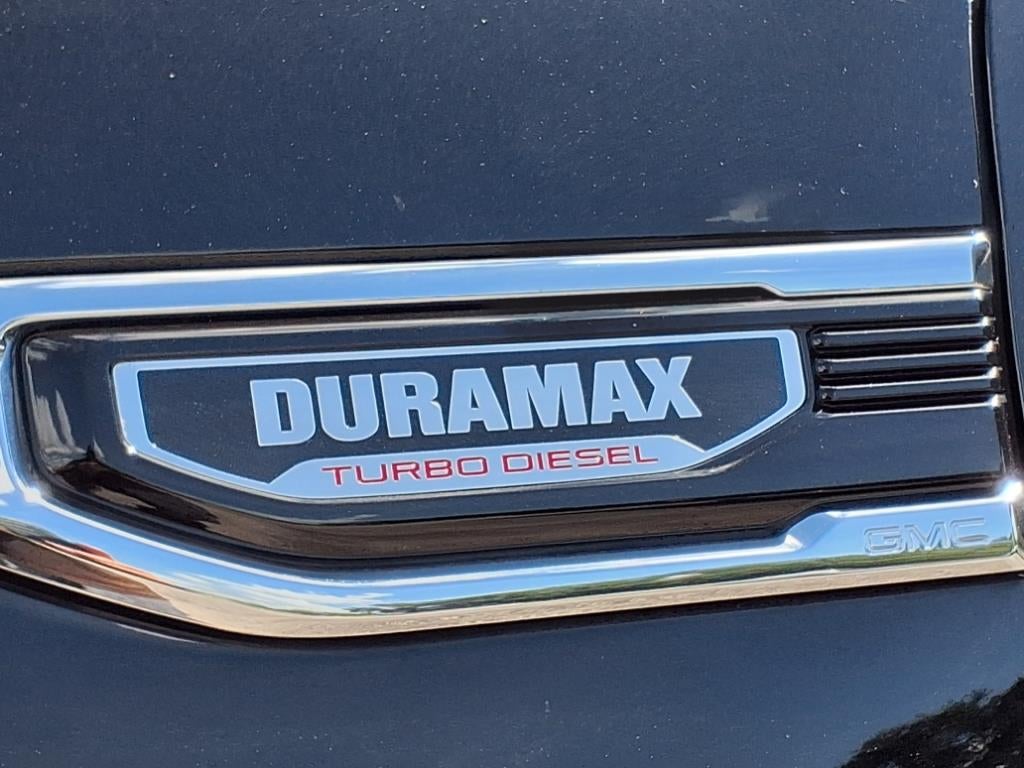 DURAMAX
TURBO DIESEL
GMC